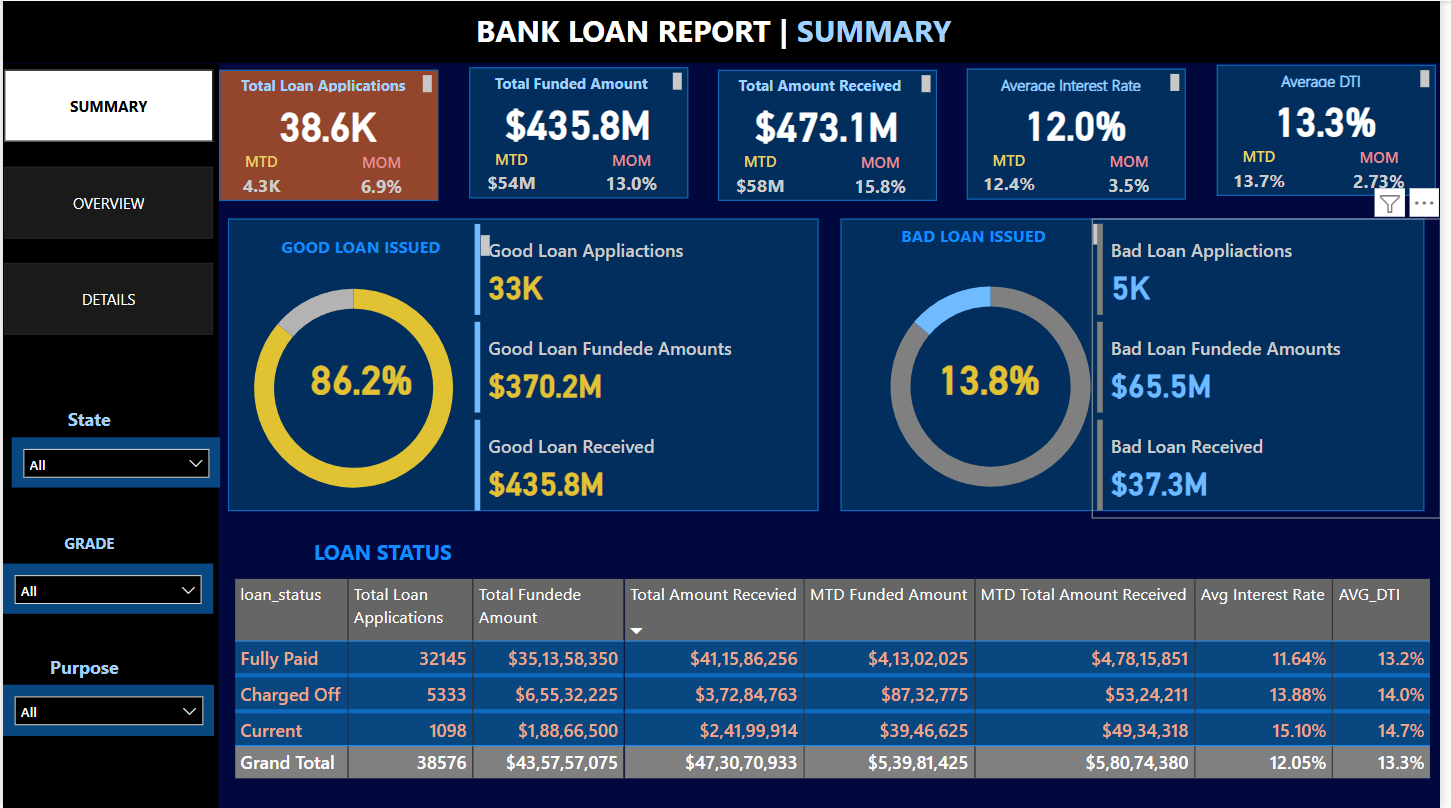 BANK LOAN REPORT | SUMMARY
SUMMARY
OVERVIEW
DETAILS
State
All
GRADE
All
Purpose
All
Total Loan Applications
38.6K
MTD MOM
4.3K 6.9%
Total Funded Amount
$435.8M
MTD MOM
$54M 13.0%
Total Amount Received
$473.1M
MTD MOM
$58M 15.8%
Average Interest Rate
12.0%
MTD MOM
12.4% 3.5%
Average DTI
13.3%
MTD MOM
13.7% 2.73%
GOOD LOAN ISSUED
86.2%
Good Loan Appliactions
33K
Good Loan Fundede Amounts
$370.2M
Good Loan Received
$435.8M
BAD LOAN ISSUED
13.8%
Bad Loan Appliactions
5K
Bad Loan Fundede Amounts
$65.5M
Bad Loan Received
$37.3M
LOAN STATUS
loan_status Total Loan Applications Total Fundede Amount Total Amount Recevied MTD Funded Amount MTD Total Amount Received Avg Interest Rate AVG_DTI
Fully Paid 32145 $35,13,58,350 $41,15,86,256 $4,13,02,025 $4,78,15,851 11.64% 13.2%
Charged Off 5333 $6,55,32,225 $3,72,84,763 $87,32,775 $53,24,211 13.88% 14.0%
Current 1098 $1,88,66,500 $2,41,99,914 $39,46,625 $49,34,318 15.10% 14.7%
Grand Total 38576 $43,57,57,075 $47,30,70,933 $5,39,81,425 $5,80,74,380 12.05% 13.3%